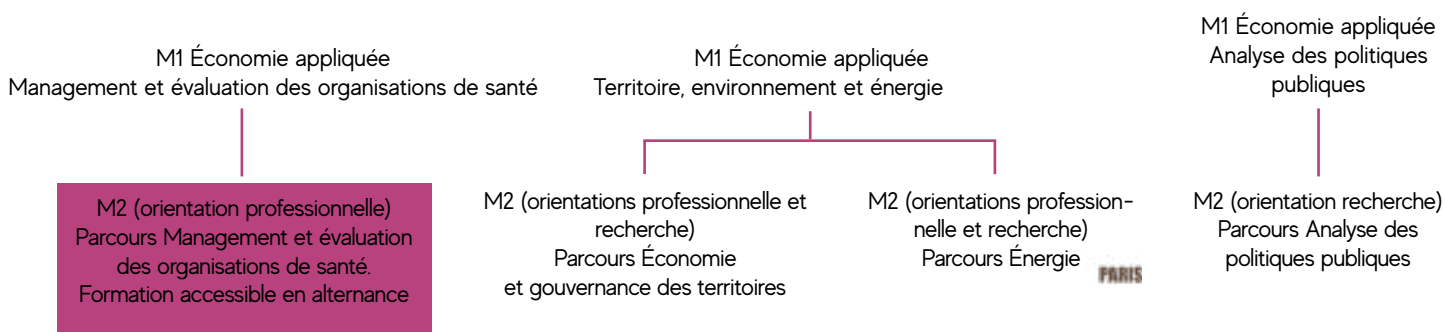 M1 Économie appliquée
Management et évaluation des organisations de santé
M2 (orientation professionnelle)
Parcours Management et évaluation
des organisations de santé.
Formation accessible en alternance
M1 Économie appliquée
Territoire, environnement et énergie
M2 (orientations professionnelle et
recherche)
Parcours Économie
et gouvernance des territoires
M2 (orientations profession-
nelle et recherche)
Parcours Énergie
PARIS
M1 Économie appliquée
Analyse des politiques
publiques
M2 (orientation recherche)
Parcours Analyse des
politiques publiques